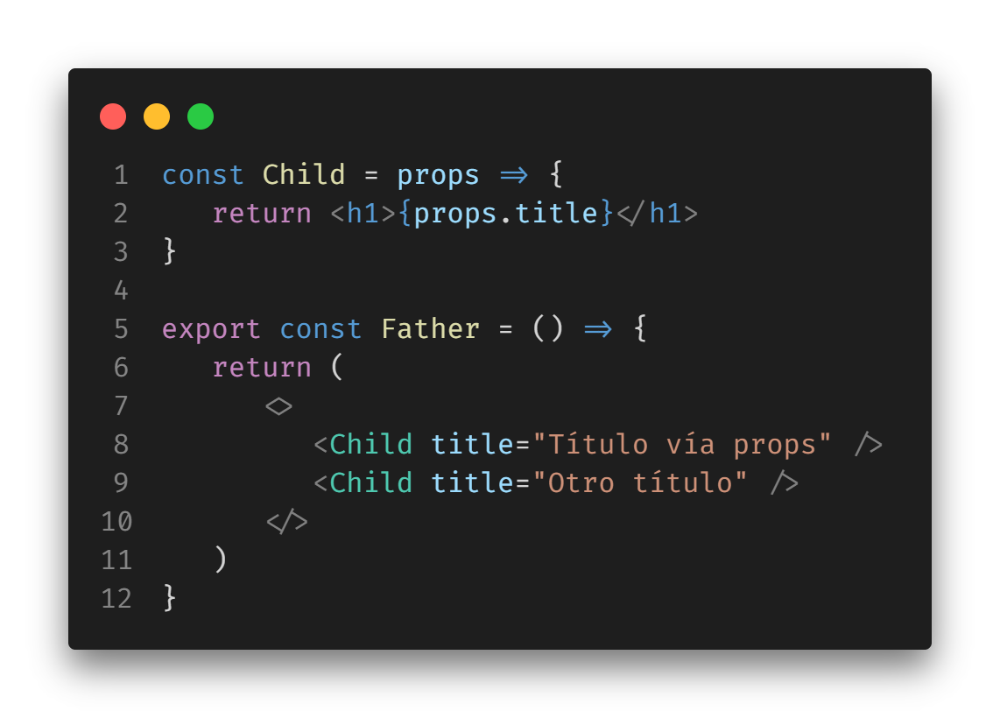 1 const Child = props => {
2 return <h1>{props.title}</h1>
3 }
4
5 export const Father = () => {
6 return (
7 <>
8 <Child title="Título vía props" />
9 <Child title="Otro título" />
10 </>
11 )
12 }